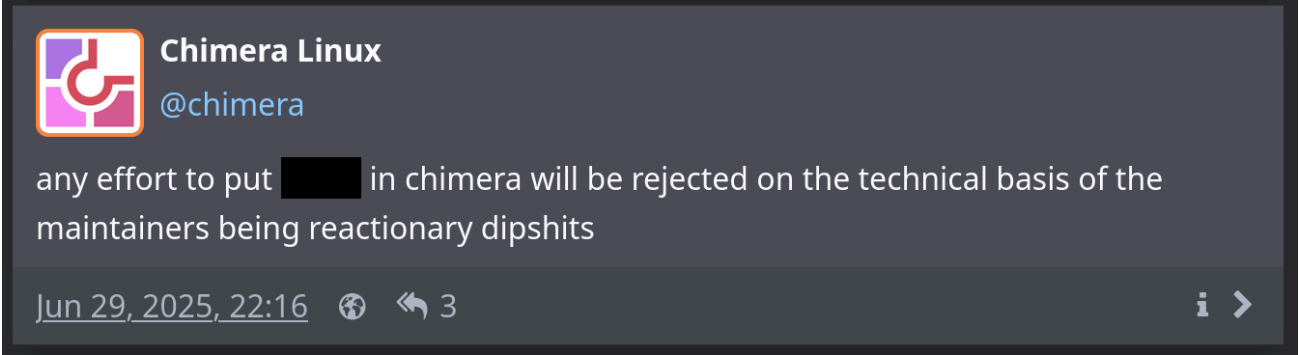 Chimera Linux
@chimera
any effort to put in chimera will be rejected on the technical basis of the
maintainers being reactionary dipshits
Jun 29, 2025, 22:16 3